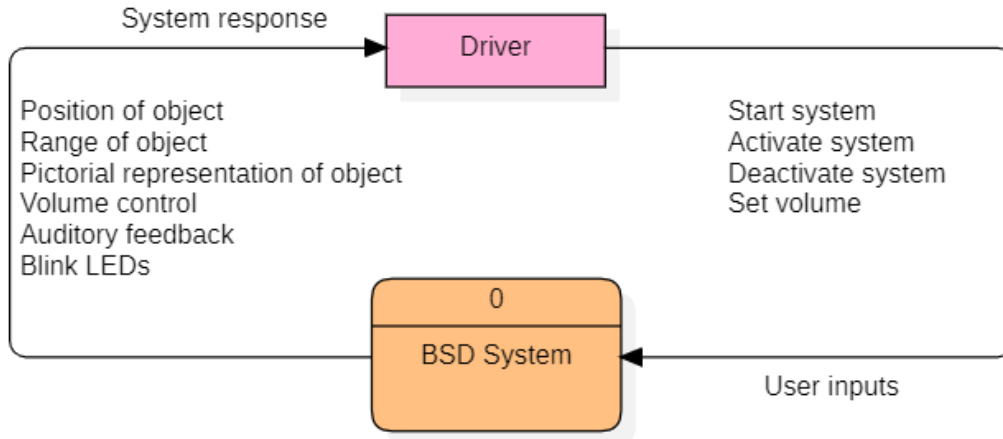 System response
Driver
Position of object
Range of object
Pictorial representation of object
Volume control
Auditory feedback
Blink LEDs
Start system
Activate system
Deactivate system
Set volume
0
BSD System
User inputs